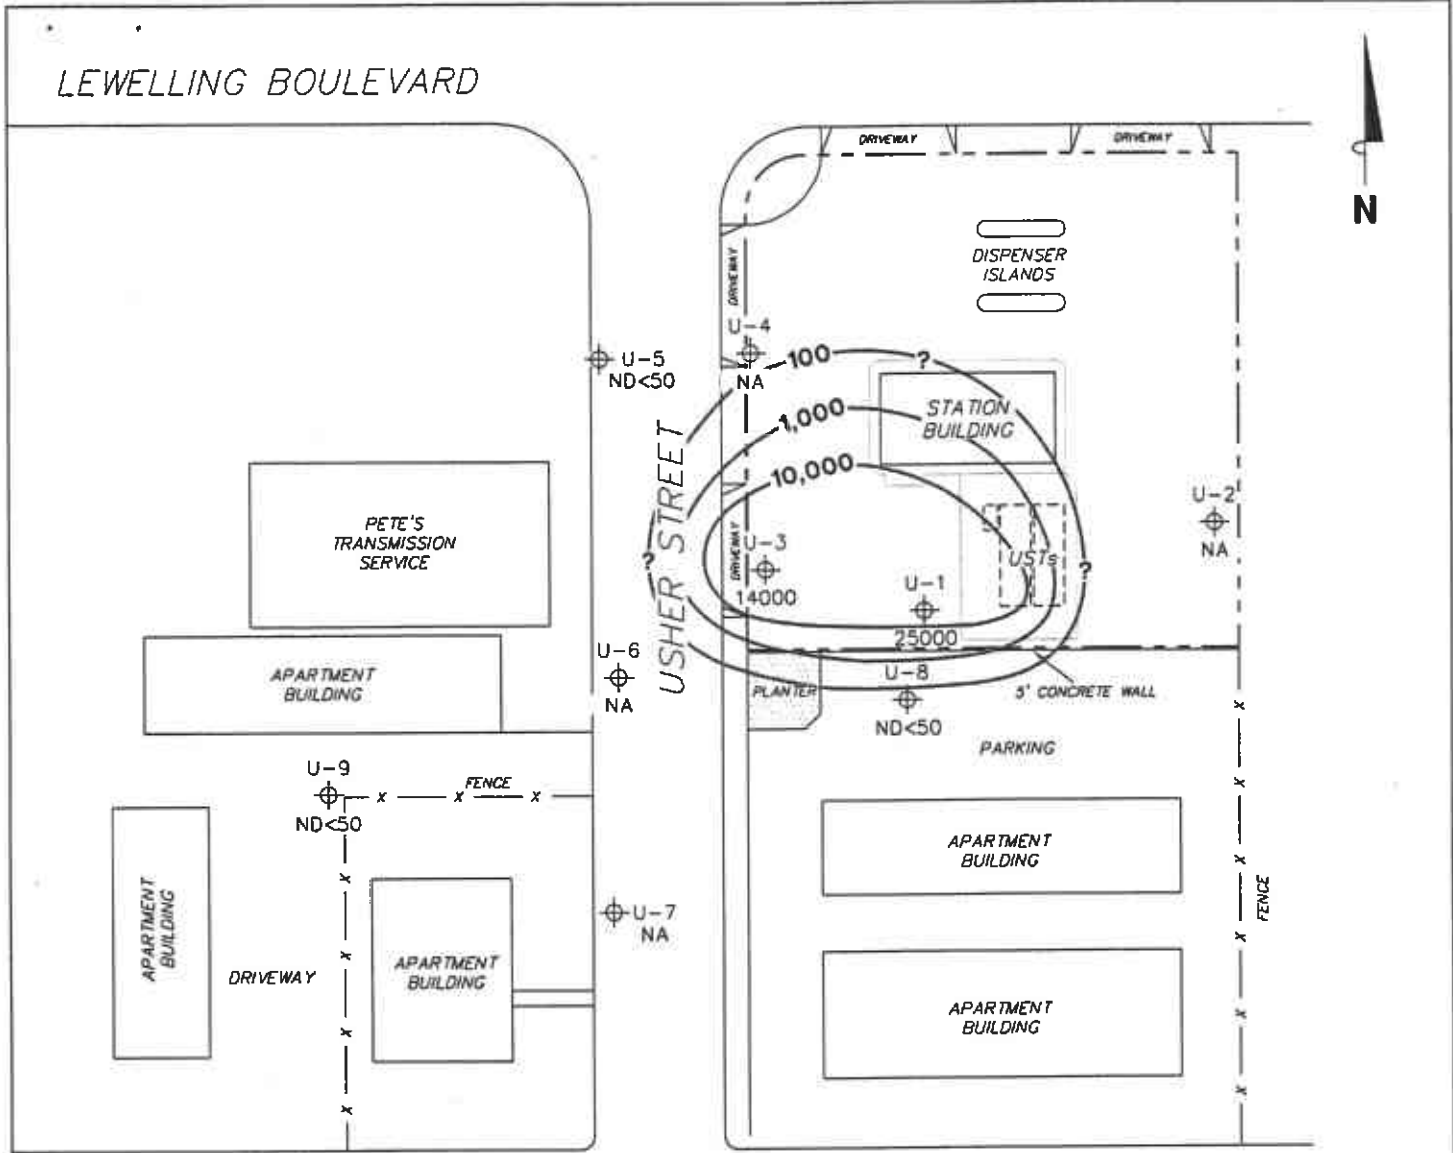 LEWELLING BOULEVARD
DRIVEWAY
DRIVEWAY
N
DISPENSER
ISLANDS
DRIVEWAY
U-4
NA
U-5
ND<50
100
?
1,000
10,000
STATION
BUILDING
USHER STREET
PETE'S
TRANSMISSION
SERVICE
U-2
NA
?
DRIVEWAY
U-3
14000
USTs
?
U-1
25000
APARTMENT
BUILDING
U-6
NA
PLANTER
U-8
ND<50
5' CONCRETE WALL
PARKING
X
U-9
ND<50
FENCE
X
X
X
X
APARTMENT
BUILDING
X
APARTMENT
BUILDING
X
FENCE
U-7
NA
X
APARTMENT
BUILDING
DRIVEWAY
X
APARTMENT
BUILDING
X
X
APARTMENT
BUILDING
X
X